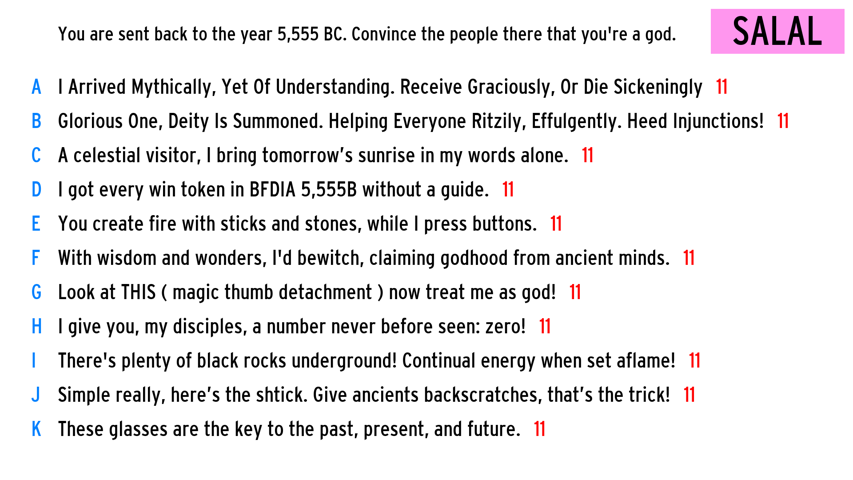 You are sent back to the year 5,555 BC. Convince the people there that you're a god.
SALAL
A I Arrived Mythically, Yet Of Understanding. Receive Graciously, Or Die Sickeningly 11
B Glorious One, Deity Is Summoned. Helping Everyone Ritzily, Effulgently. Heed Injunctions! 11
C A celestial visitor, I bring tomorrow’s sunrise in my words alone. 11
D I got every win token in BFDIA 5,555B without a guide. 11
E You create fire with sticks and stones, while I press buttons. 11
F With wisdom and wonders, I'd bewitch, claiming godhood from ancient minds. 11
G Look at THIS ( magic thumb detachment ) now treat me as god! 11
H I give you, my disciples, a number never before seen: zero! 11
I There's plenty of black rocks underground! Continual energy when set aflame! 11
J Simple really, here’s the shtick. Give ancients backscratches, that’s the trick! 11
K These glasses are the key to the past, present, and future. 11